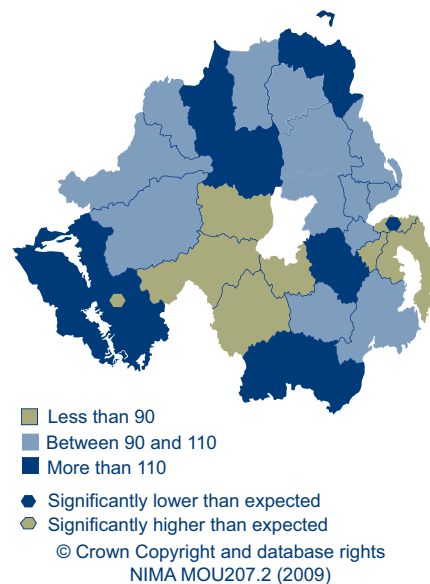 Less than 90
Between 90 and 110
More than 110
Significantly lower than expected
Significantly higher than expected
© Crown Copyright and database rights
NIMA MOU207.2 (2009)